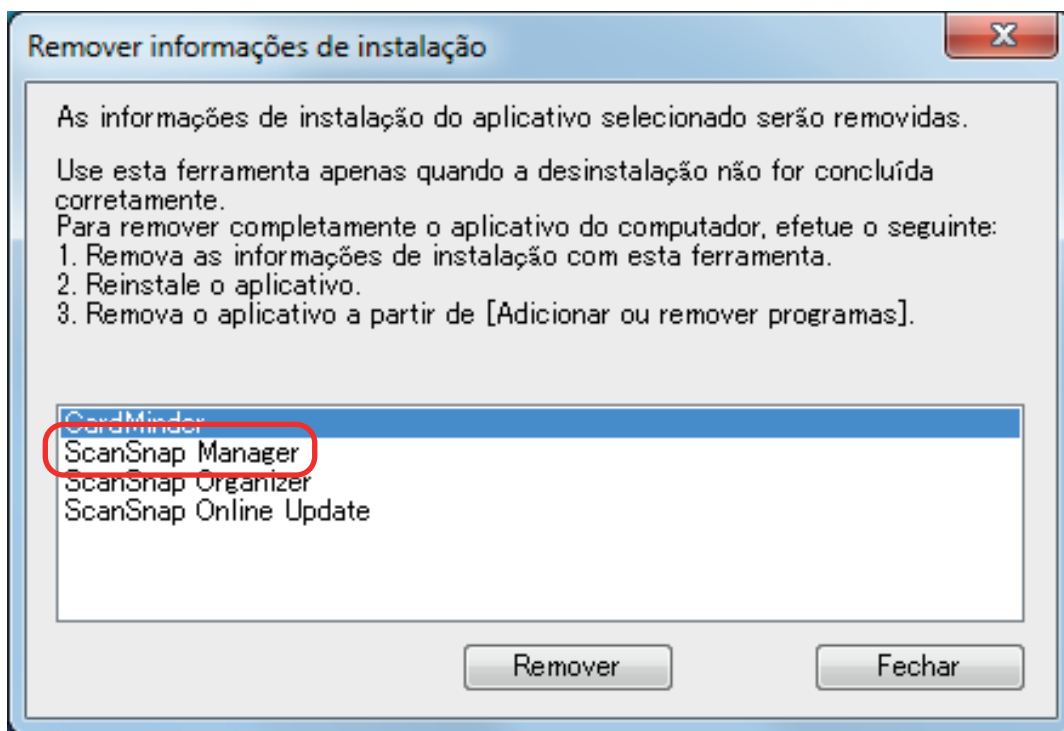 Remover informações de instalação
As informações de instalação do aplicativo selecionado serão removidas.
Use esta ferramenta apenas quando a desinstalação não for concluída
corretamente.
Para remover completamente o aplicativo do computador, efetue o seguinte:
1. Remova as informações de instalação com esta ferramenta.
2. Reinstale o aplicativo.
3. Remova o aplicativo a partir de [Adicionar ou remover programas].
CardMinder
ScanSnap Manager
ScanSnap Organizer
ScanSnap Online Update
Remover
Fechar